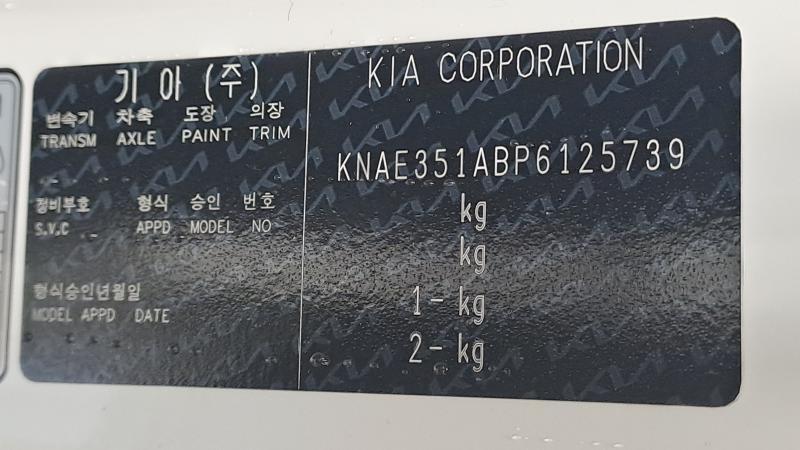 기 아 (주)
변속기 차축 도장 의장
TRANSM AXLE PAINT TRIM
정비부호 형식 승인 번호
S.V.C APPD MODEL NO
형식승인년월일
MODEL APPD DATE
KIA CORPORATION
KNAE351ABP6125739
kg
kg
1- kg
2- kg